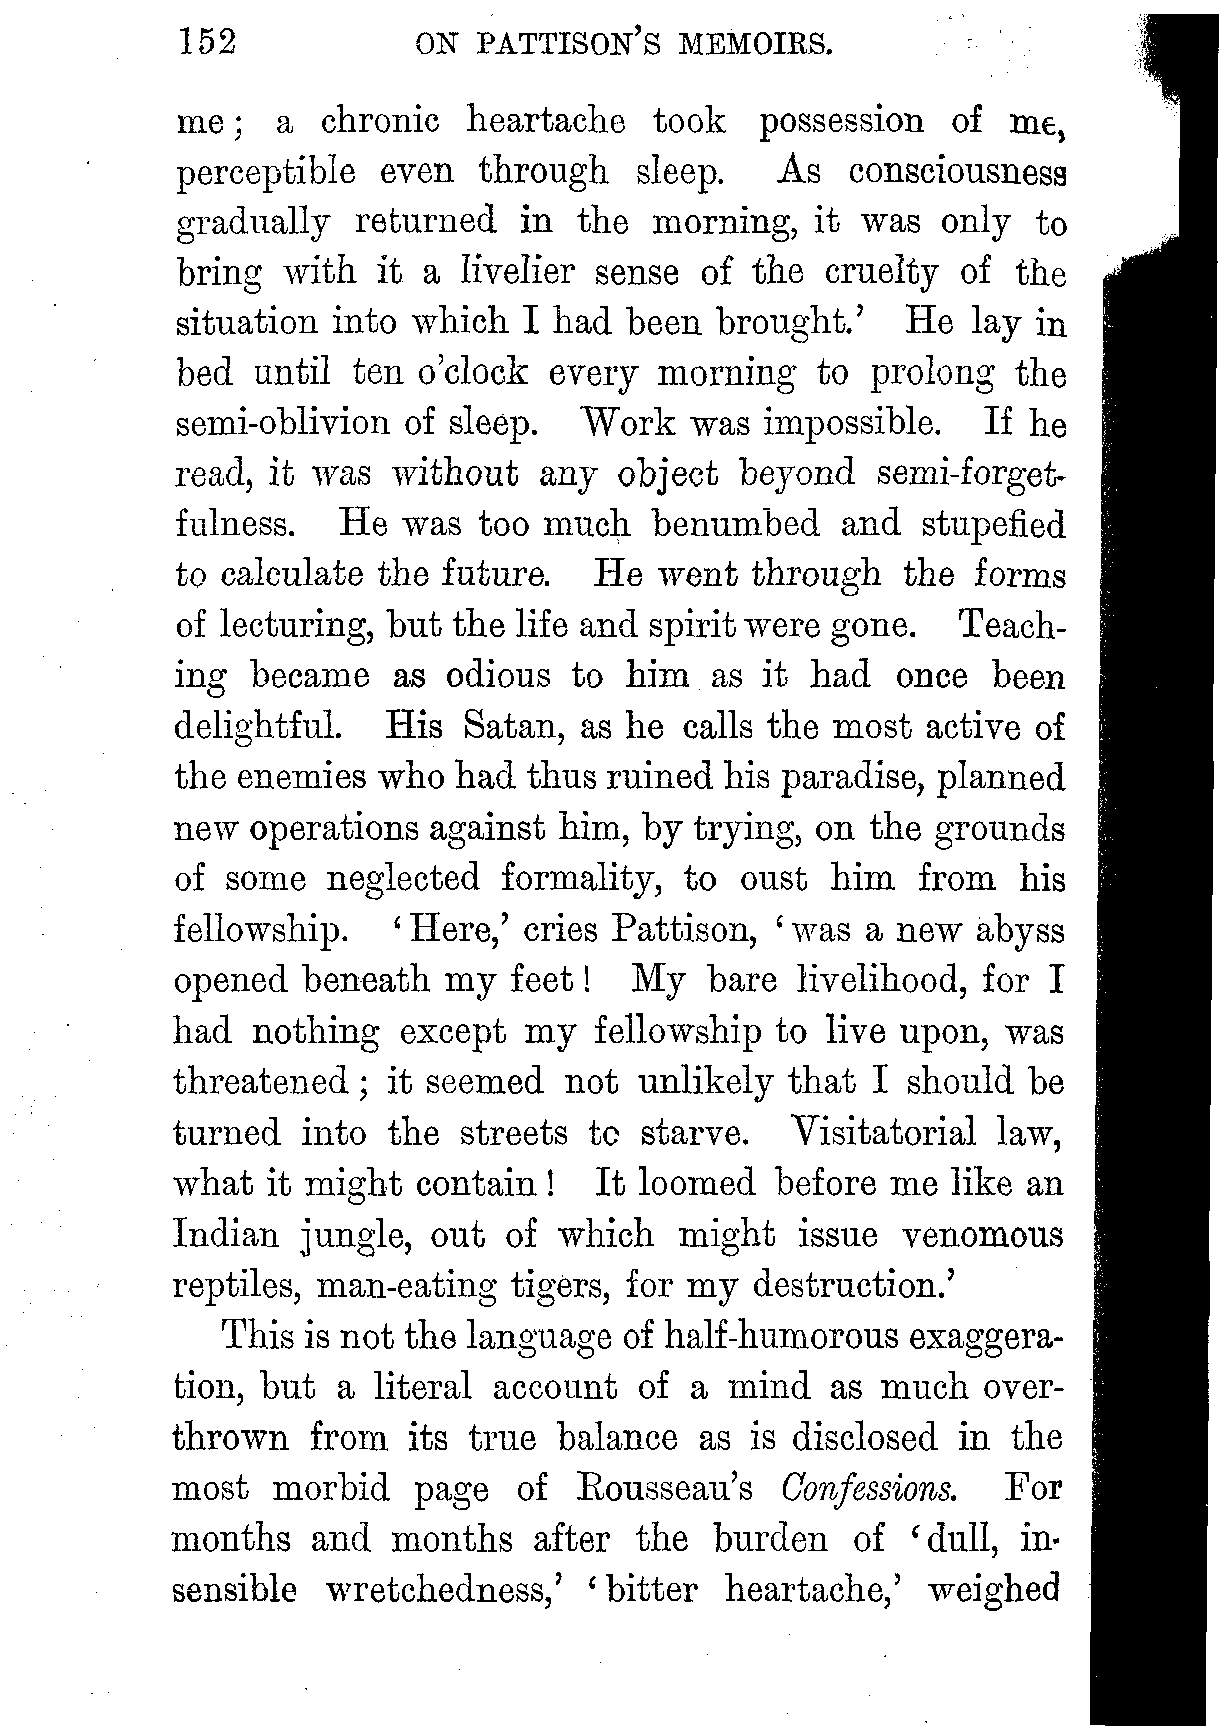 152 ON PATTISON'S MEMOIRS.
me; a chronic heartache took possession of me,
perceptible even through sleep. As consciousness
gradually returned in the morning, it was only to
bring with it a livelier sense of the cruelty of the
situation into which I had been brought.' He lay in
bed until ten o'clock every morning to prolong the
semi-oblivion of sleep. Work was impossible. If he
read, it was without any object beyond semi-forget-
fulness. He was too much benumbed and stupefied
to calculate the future. He went through the forms
of lecturing, but the life and spirit were gone. Teach-
ing became as odious to him as it had once been
delightful. His Satan, as he calls the most active of
the enemies who had thus ruined his paradise, planned
new operations against him, by trying, on the grounds
of some neglected formality, to oust him from his
fellowship. 'Here,' cries Pattison, 'was a new abyss
opened beneath my feet! My bare livelihood, for I
had nothing except my fellowship to live upon, was
threatened; it seemed not unlikely that I should be
turned into the streets to starve. Visitatorial law,
what it might contain! It loomed before me like an
Indian jungle, out of which might issue venomous
reptiles, man-eating tigers, for my destruction.'
This is not the language of half-humorous exaggera-
tion, but a literal account of a mind as much over-
thrown from its true balance as is disclosed in the
most morbid page of Rousseau's Confessions. For
months and months after the burden of 'dull, in-
sensible wretchedness,' 'bitter heartache,' weighed